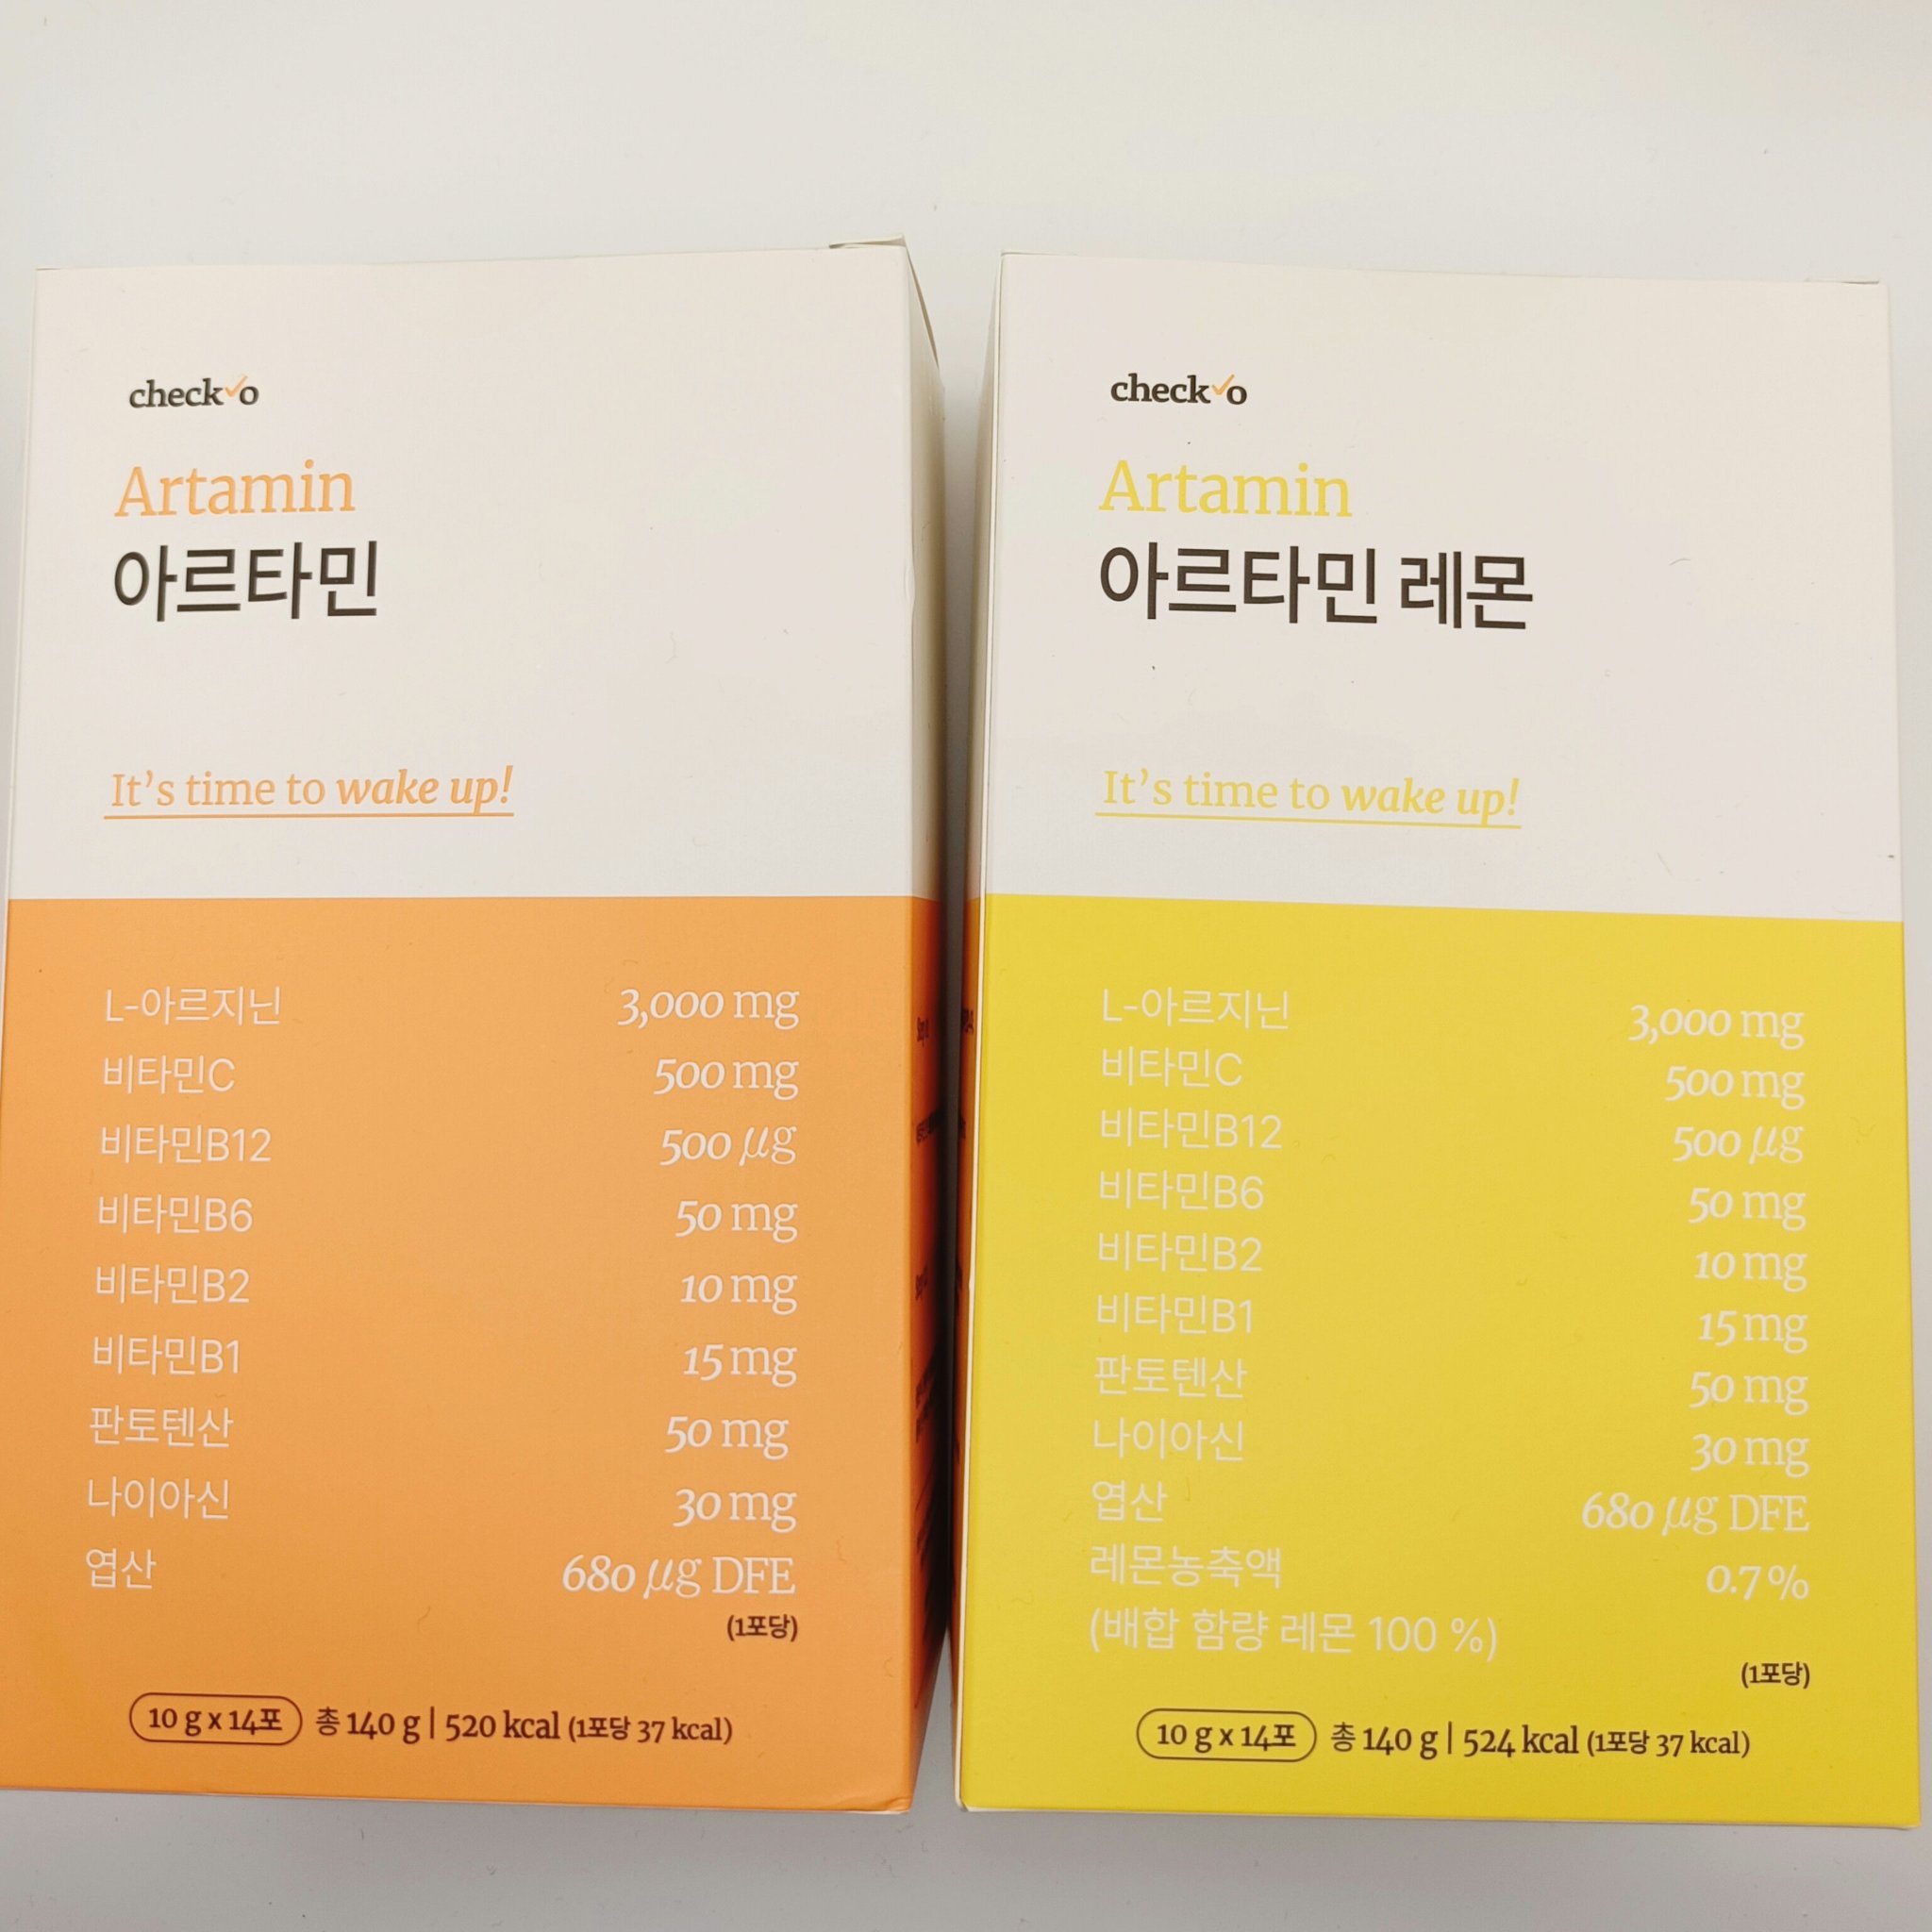 check✓o
Artamin
아르타민
It's time to wake up!
L-아르지닌 3,000 mg
비타민C 500 mg
비타민B12 500 μg
비타민B6 50 mg
비타민B2 10 mg
비타민B1 15 mg
판토텐산 50 mg
나이아신 30 mg
엽산 680 μg DFE
(1포당)
10 g x 14포 총 140 g | 520 kcal (1포당 37 kcal)
check✓o
Artamin
아르타민 레몬
It's time to wake up!
L-아르지닌 3,000 mg
비타민C 500 mg
비타민B12 500 μg
비타민B6 50 mg
비타민B2 10 mg
비타민B1 15 mg
판토텐산 50 mg
나이아신 30 mg
엽산 680 μg DFE
레몬농축액 0.7 %
(배합 함량 레몬 100 %)
(1포당)
10 g x 14포 총 140 g | 524 kcal (1포당 37 kcal)